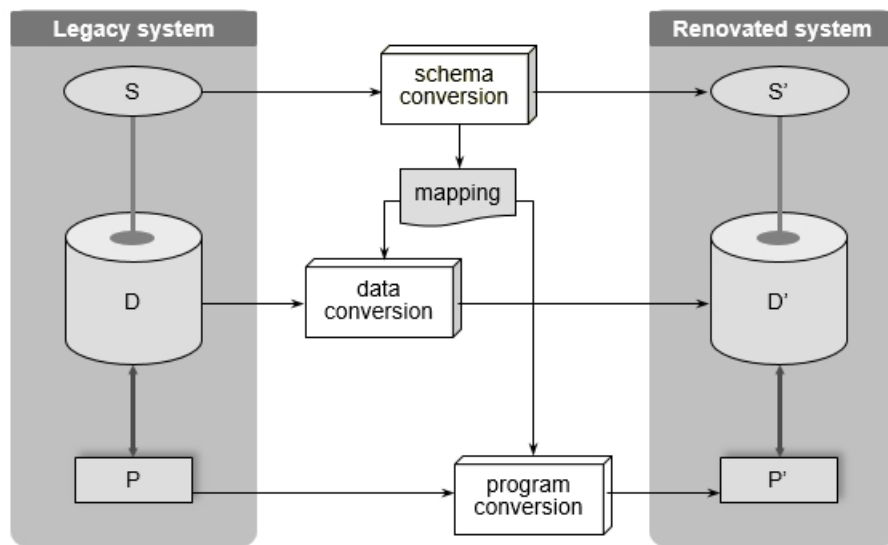 Legacy system
Renovated system
S
schema
conversion
S’
mapping
D
data
conversion
D’
P
program
conversion
P’